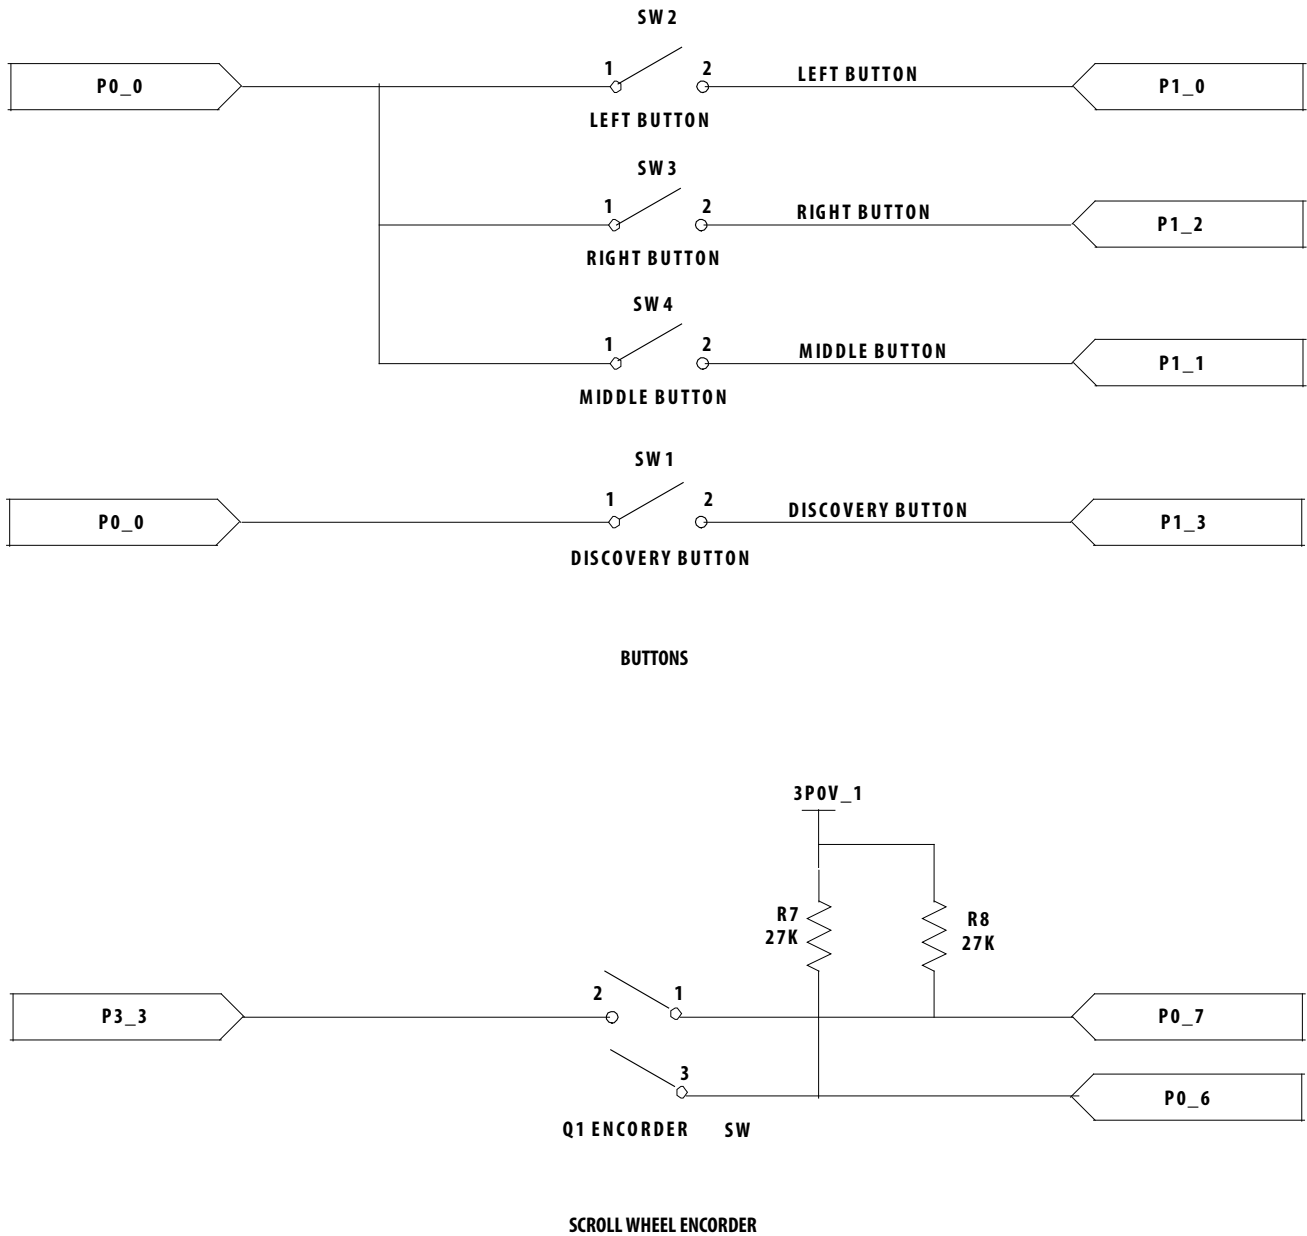 SW2
P0_0
1
2
LEFT BUTTON
P1_0
LEFT BUTTON
SW3
1
2
RIGHT BUTTON
P1_2
RIGHT BUTTON
SW4
1
2
MIDDLE BUTTON
P1_1
MIDDLE BUTTON
SW1
P0_0
1
2
DISCOVERY BUTTON
P1_3
DISCOVERY BUTTON
BUTTONS
3P0V_1
R7
27K
R8
27K
P3_3
2
1
P0_7
3
P0_6
Q1 ENCORDER SW
SCROLL WHEEL ENCORDER